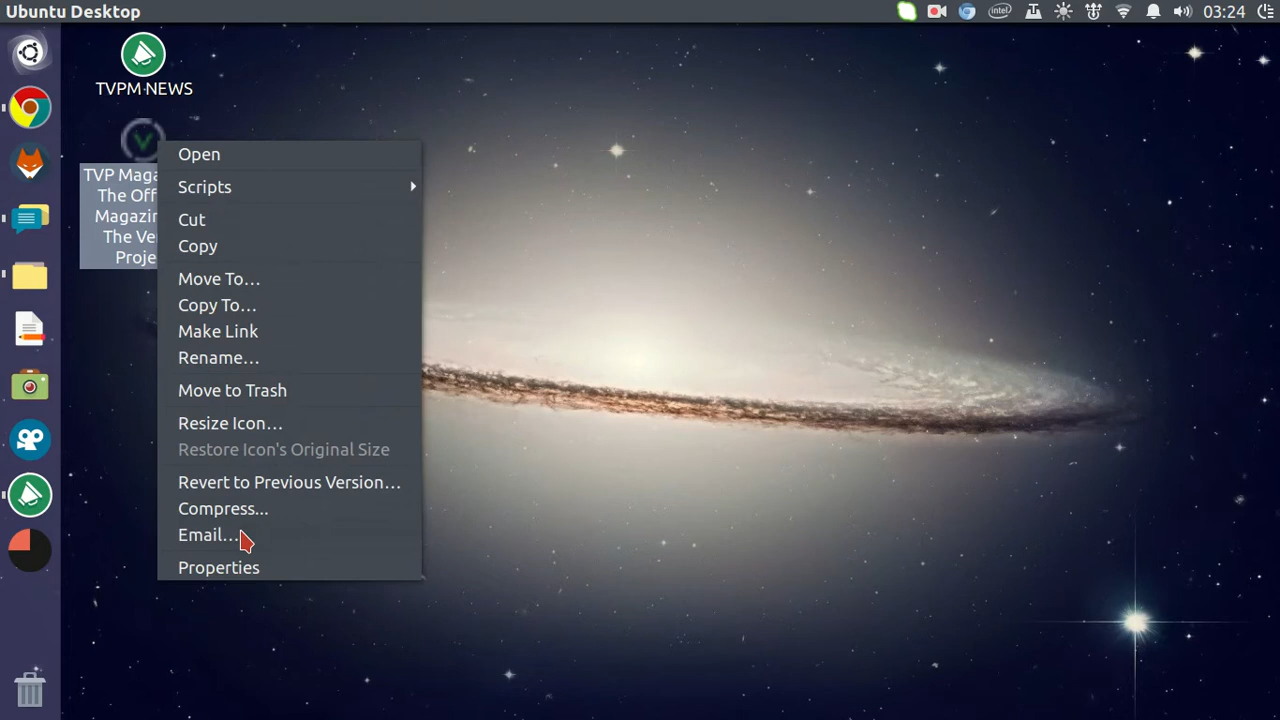 Ubuntu Desktop
intel
03:24
TVPM NEWS
TVP Maga
The Off
Magazin
The Ve
Proje
Open
Scripts
Cut
Copy
Move To...
Copy To...
Make Link
Rename...
Move to Trash
Resize Icon...
Restore Icon's Original Size
Revert to Previous Version...
Compress...
Email...
Properties